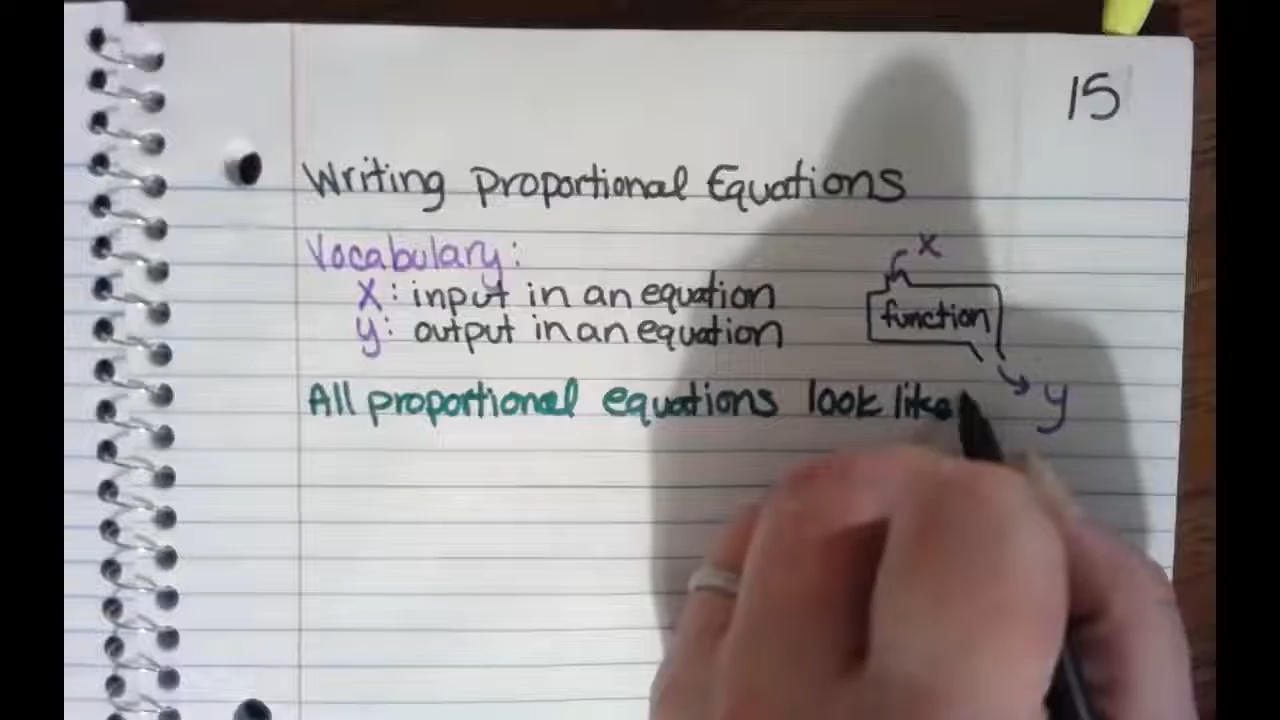 15
Writing Proportional Equations
Vocabulary:
x: input in an equation
y: output in an equation
x
function
y
All proportional equations look like